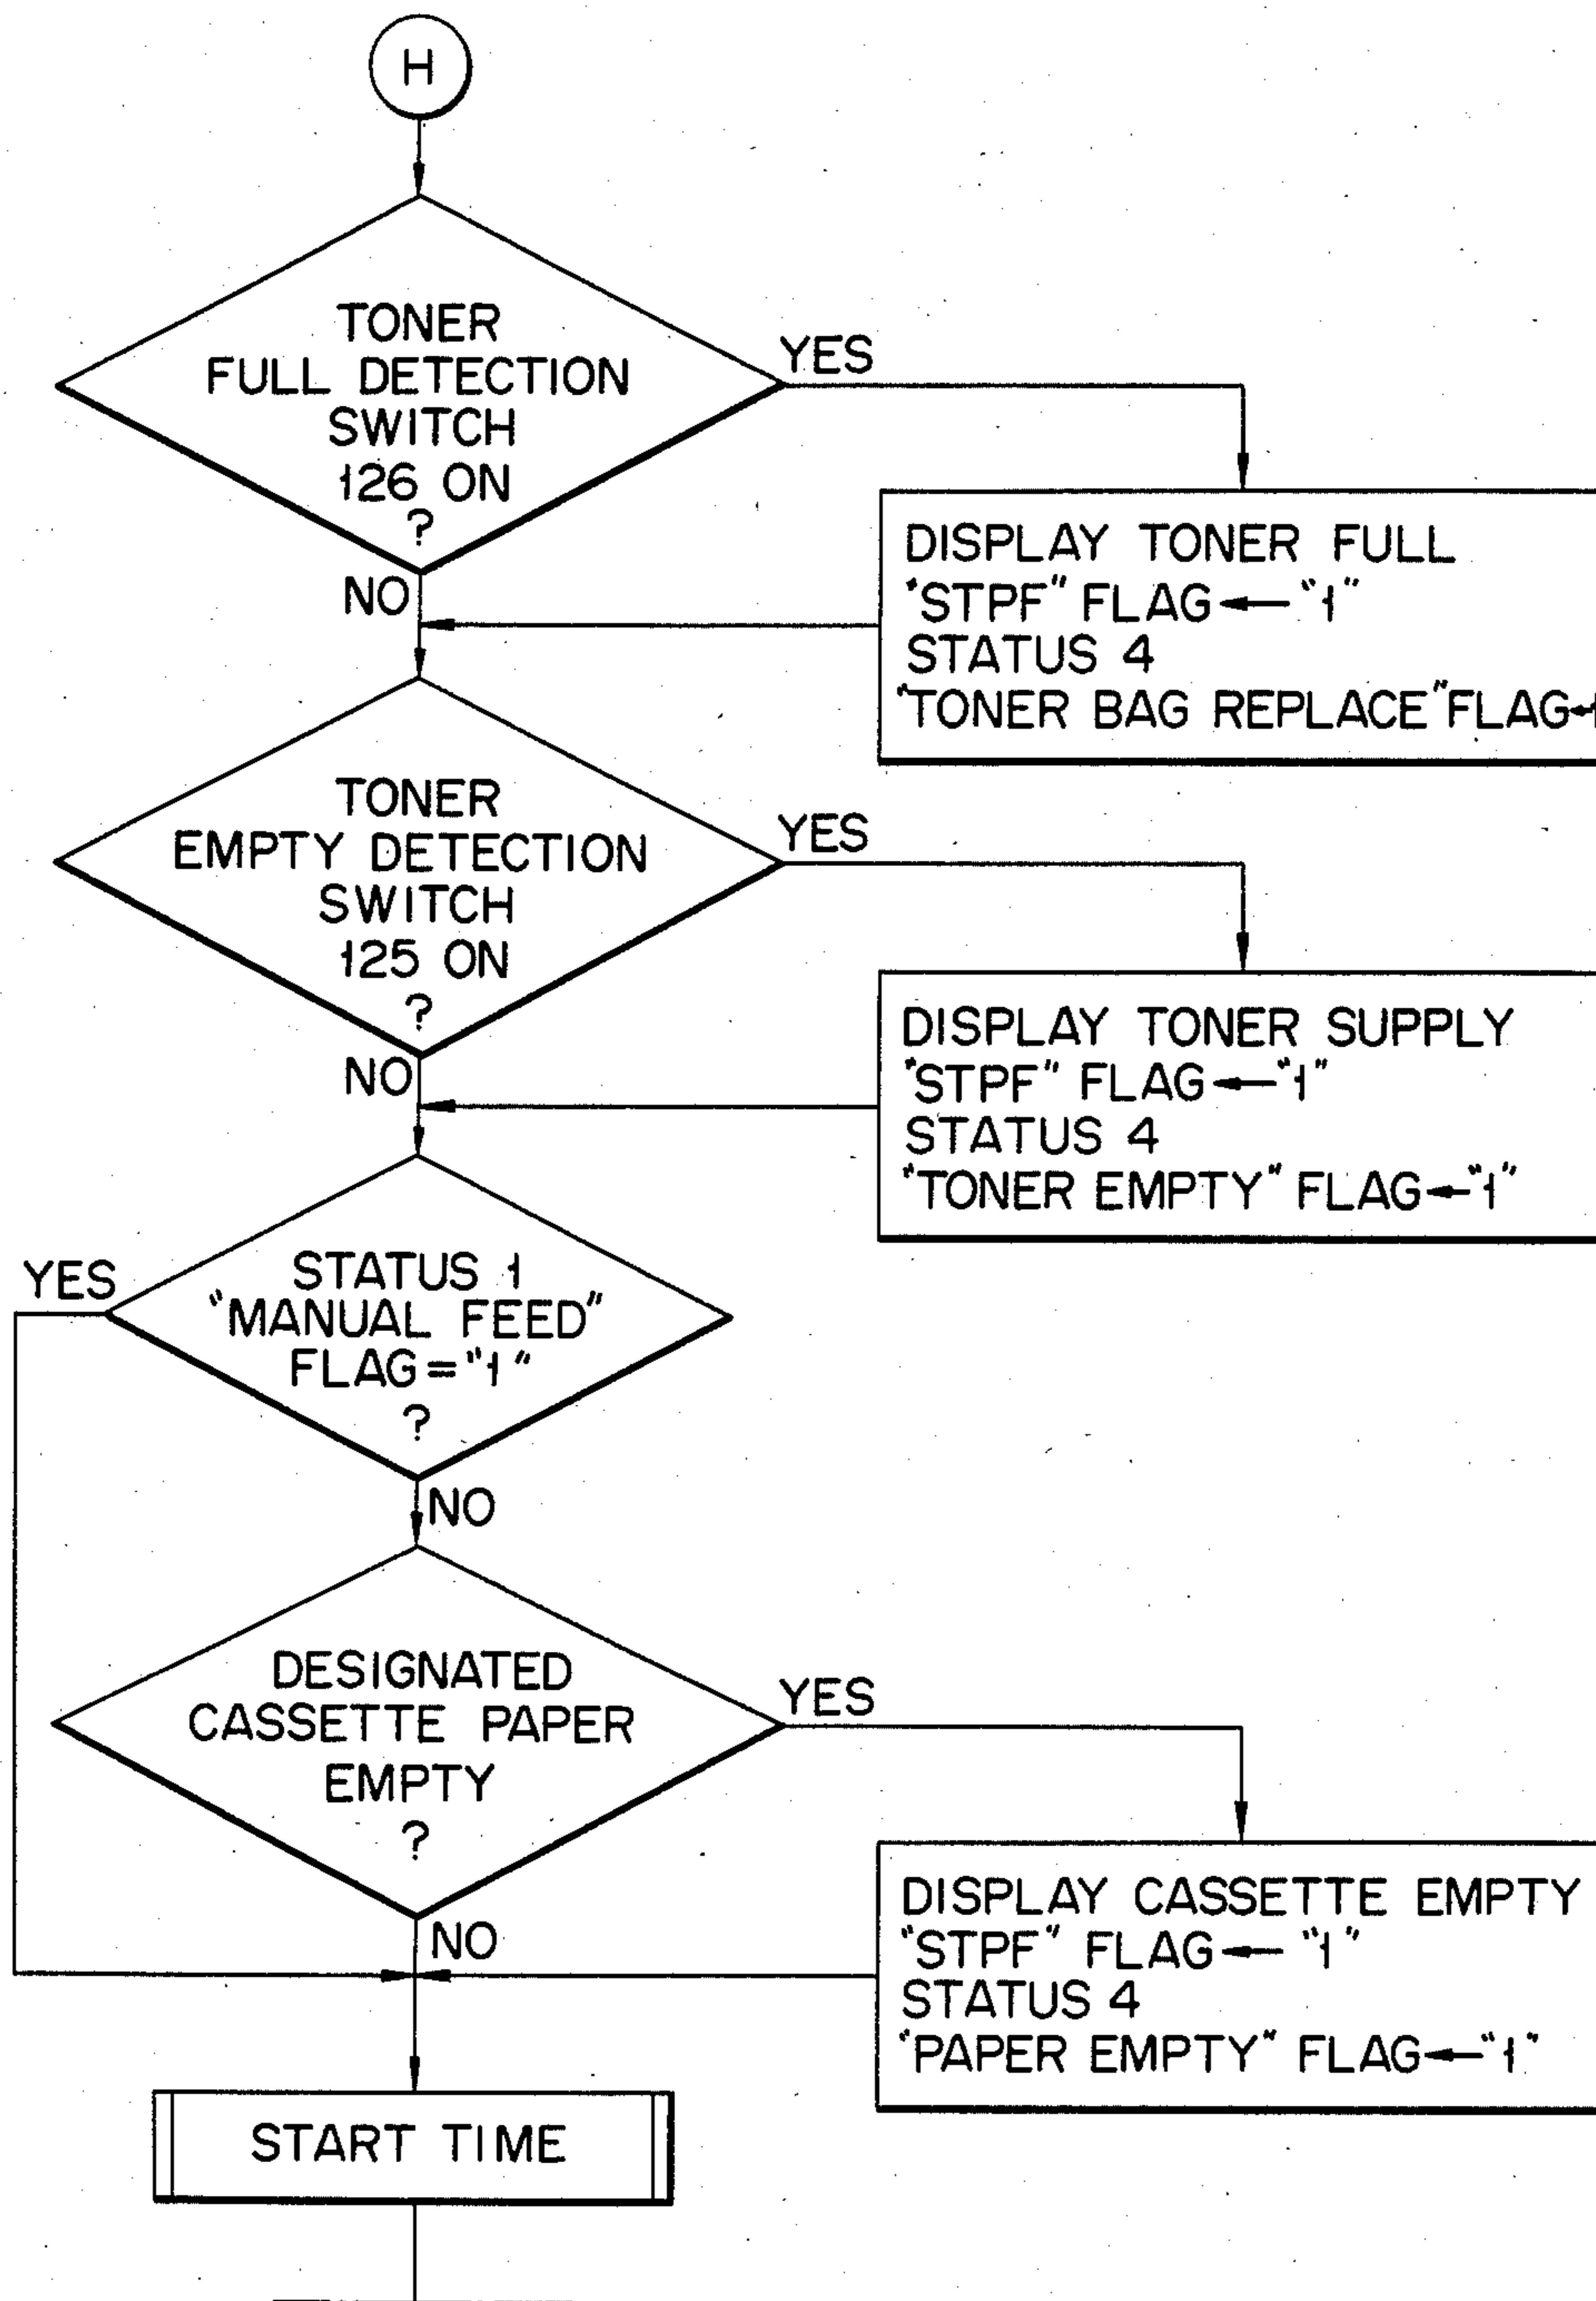 H
TONER
FULL DETECTION
SWITCH
126 ON
?
YES
NO
DISPLAY TONER FULL
"STPF" FLAG ← "1"
STATUS 4
"TONER BAG REPLACE" FLAG ←
TONER
EMPTY DETECTION
SWITCH
125 ON
?
YES
NO
DISPLAY TONER SUPPLY
"STPF" FLAG ← "1"
STATUS 4
"TONER EMPTY" FLAG ← "1"
STATUS 1
"MANUAL FEED"
FLAG = "1"
?
YES
NO
DESIGNATED
CASSETTE PAPER
EMPTY
?
YES
NO
DISPLAY CASSETTE EMPTY
"STPF" FLAG ← "1"
STATUS 4
"PAPER EMPTY" FLAG ← "1"
START TIME